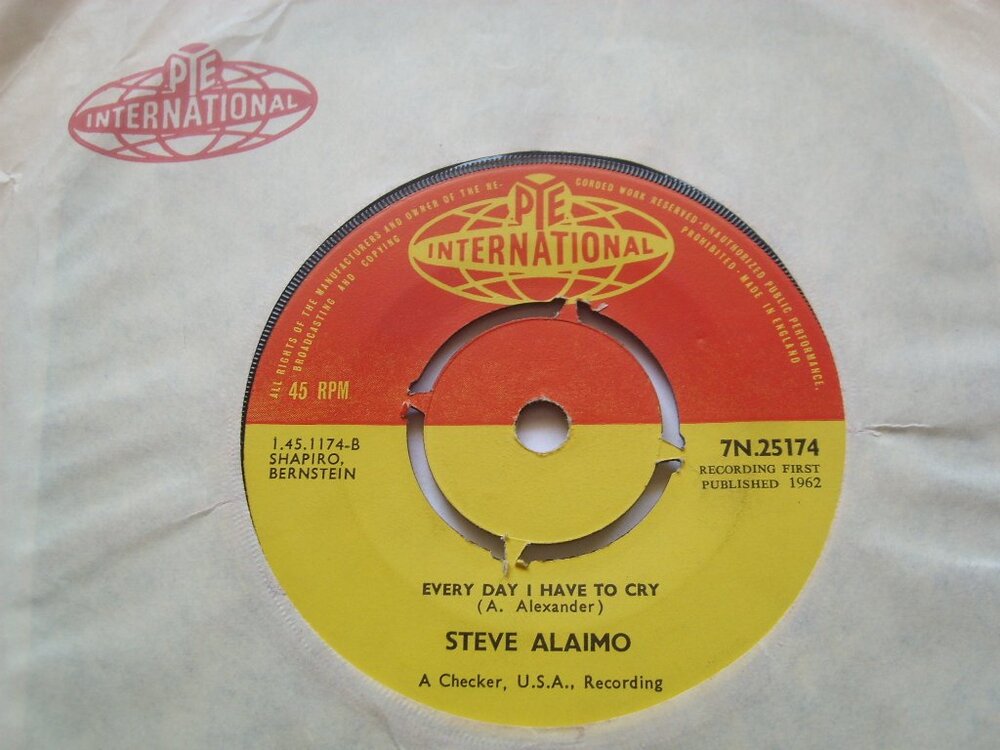 PYE
INTERNATIONAL
ALL RIGHTS OF THE MANUFACTURERS AND OWNER OF THE RE-
CORDED WORK RESERVED·UNAUTHORIZED PUBLIC PERFORMANCE,
BROADCASTING AND COPYING
PROHIBITED·MADE IN ENGLAND
PYE
INTERNATIONAL
45 RPM
1.45.1174-B
SHAPIRO,
BERNSTEIN
7N.25174
RECORDING FIRST
PUBLISHED 1962
EVERY DAY I HAVE TO CRY
(A. Alexander)
STEVE ALAIMO
A Checker, U.S.A., Recording